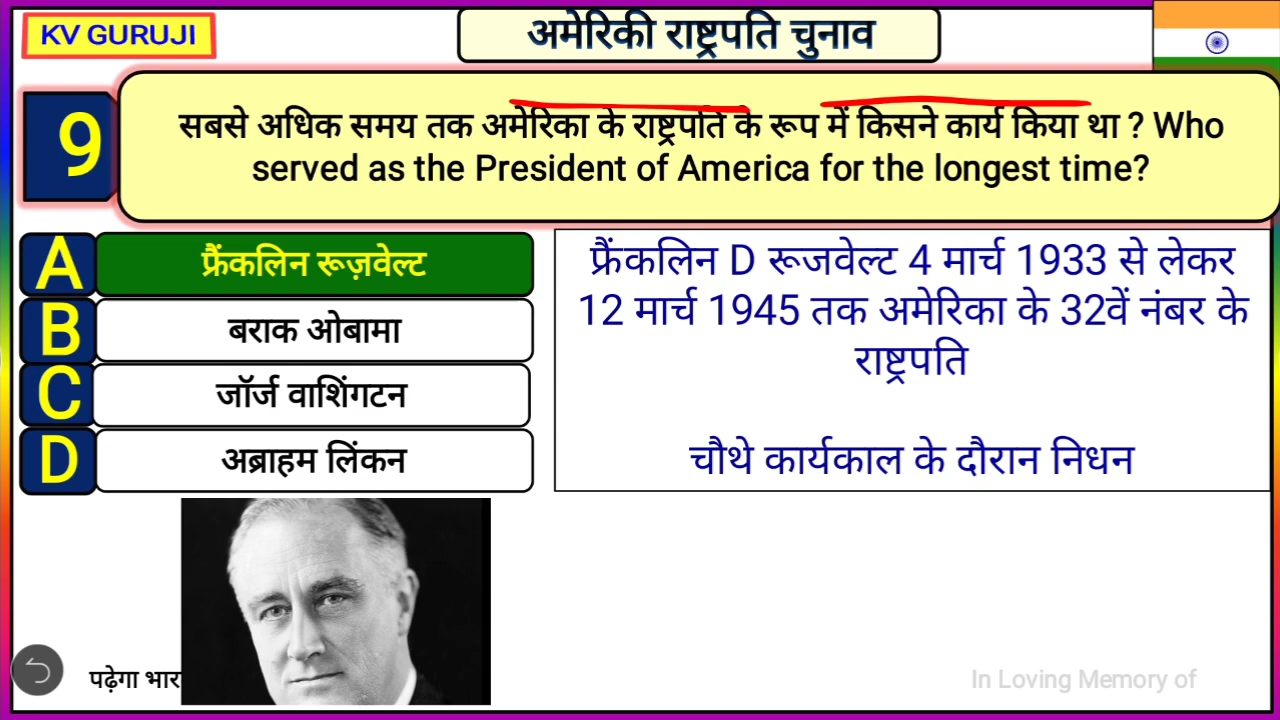 KV GURUJI
अमेरिकी राष्ट्रपति चुनाव
9
सबसे अधिक समय तक अमेरिका के राष्ट्रपति के रूप में किसने कार्य किया था ? Who
served as the President of America for the longest time?
A फ्रैंकलिन रूज़वेल्ट
B बराक ओबामा
C जॉर्ज वाशिंगटन
D अब्राहम लिंकन
फ्रैंकलिन D रूजवेल्ट 4 मार्च 1933 से लेकर
12 मार्च 1945 तक अमेरिका के 32वें नंबर के
राष्ट्रपति
चौथे कार्यकाल के दौरान निधन
पढ़ेगा भार
In Loving Memory of